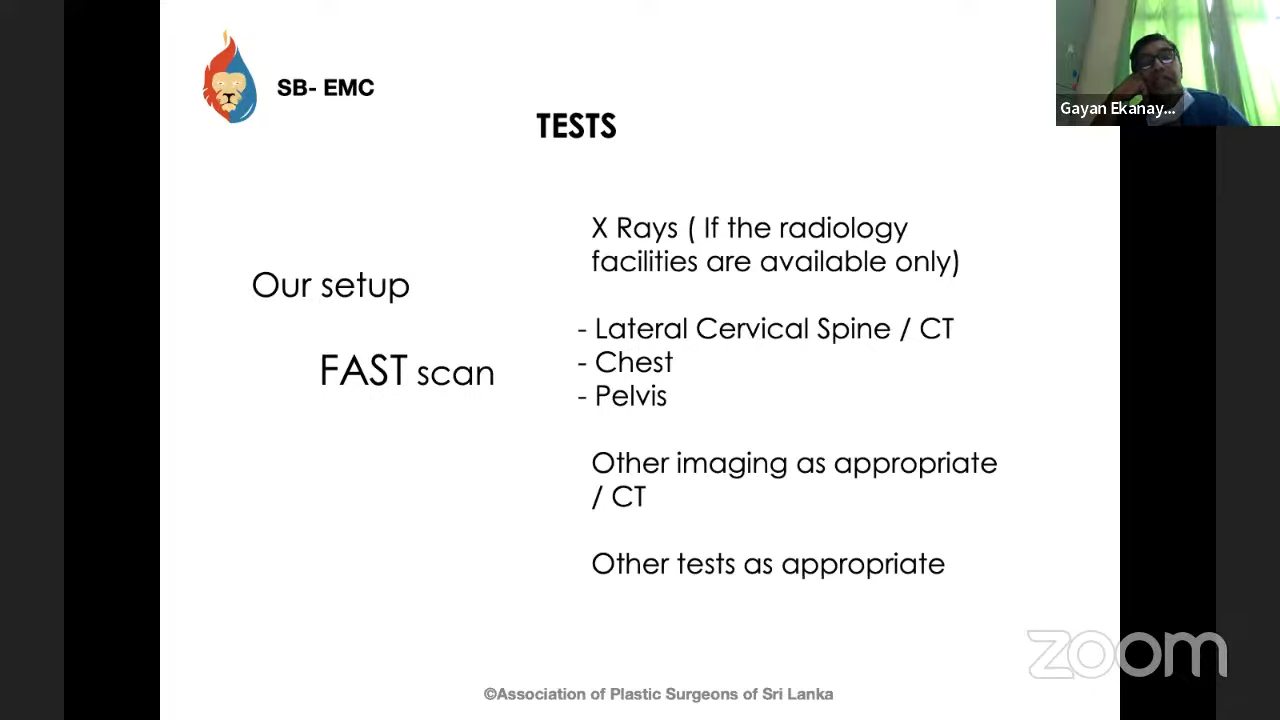 SB- EMC
TESTS
Gayan Ekanay...
Our setup
FAST scan
X Rays ( If the radiology
facilities are available only)
- Lateral Cervical Spine / CT
- Chest
- Pelvis
Other imaging as appropriate
/ CT
Other tests as appropriate
zoom
©Association of Plastic Surgeons of Sri Lanka